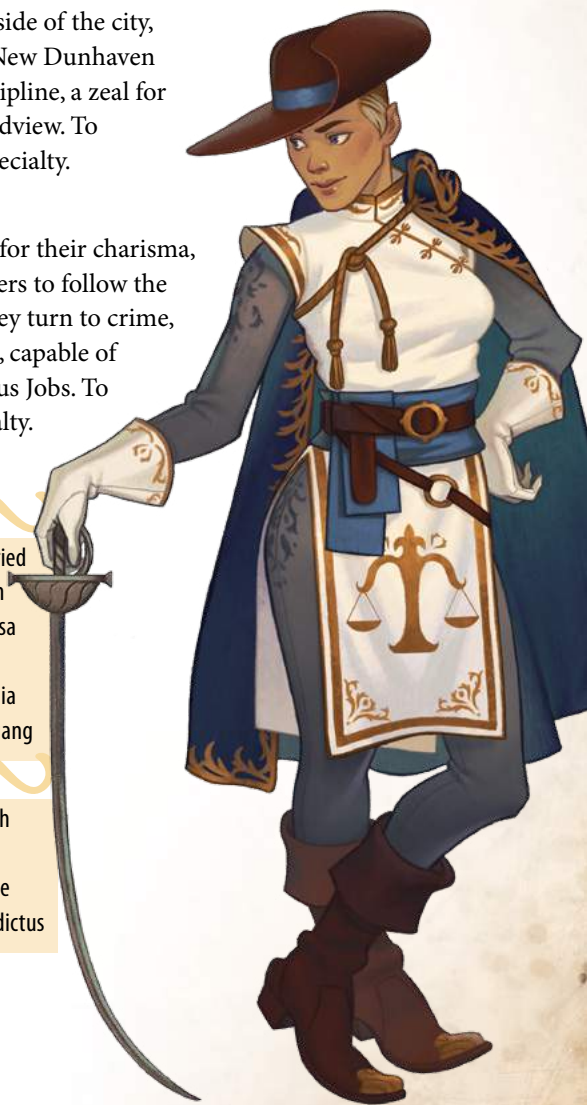 side of the city,
New Dunhaven
ipline, a zeal for
dview. To
ecialty.
for their charisma,
ers to follow the
ey turn to crime,
, capable of
us Jobs. To
alty.
ied
n
sa
ia
ang
h
e
dictus